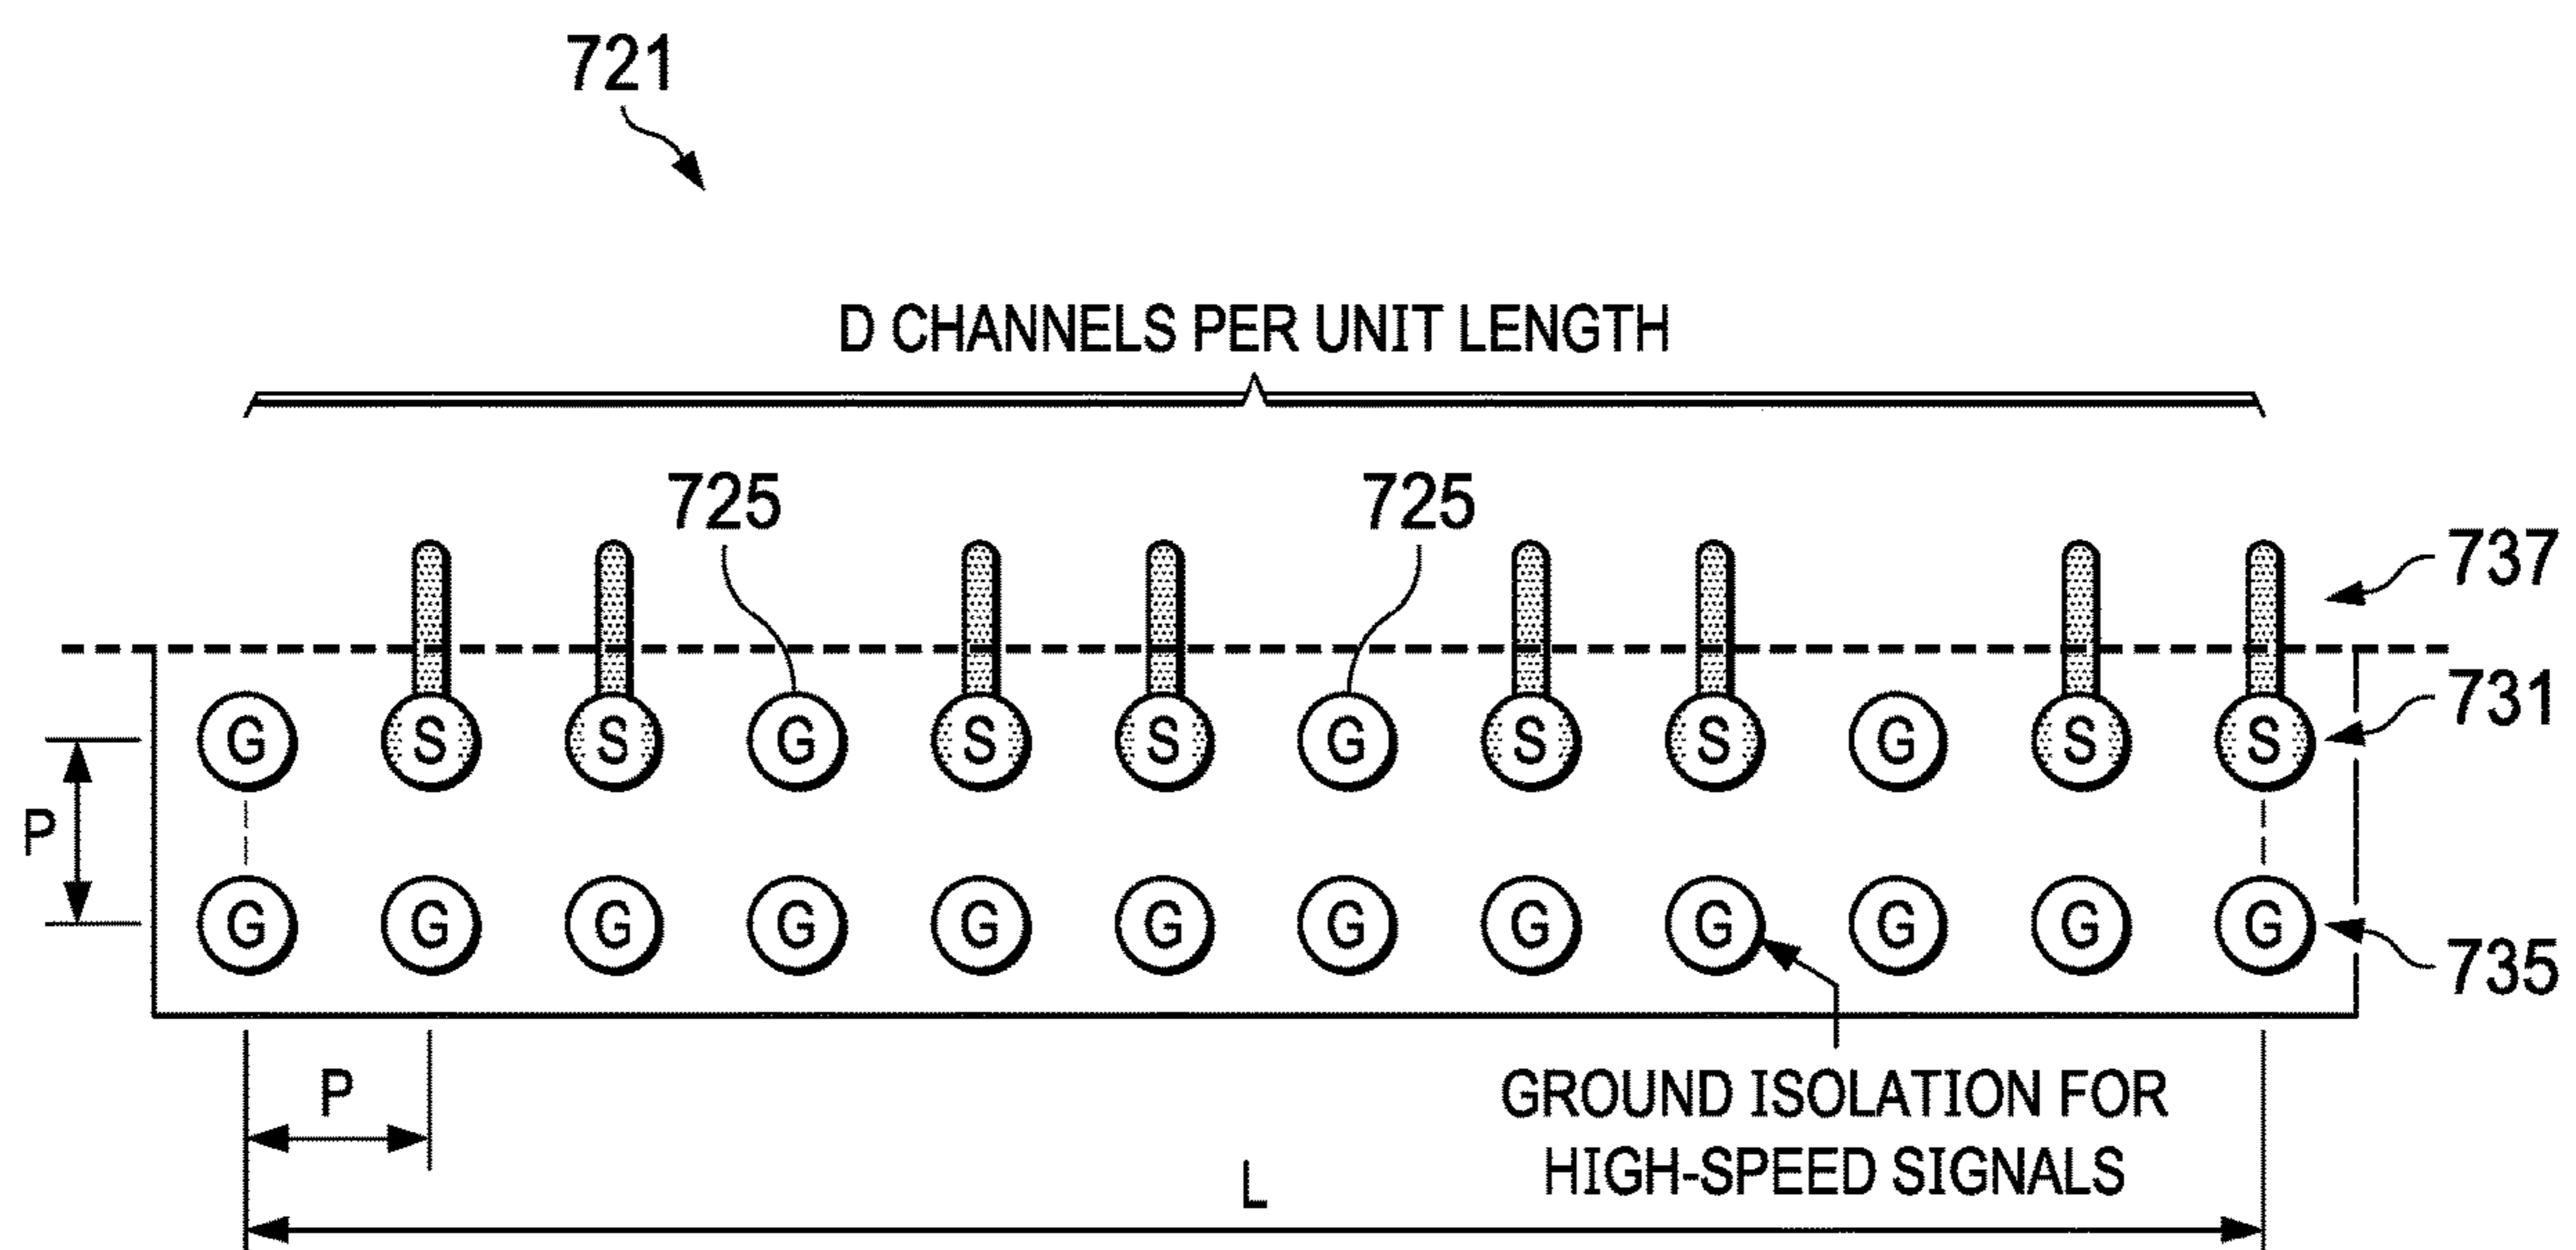 721
D CHANNELS PER UNIT LENGTH
725 725
737
G S S G S S G S S G S S
731
P
G G G G G G G G G G G G
735
P
GROUND ISOLATION FOR
HIGH-SPEED SIGNALS
L